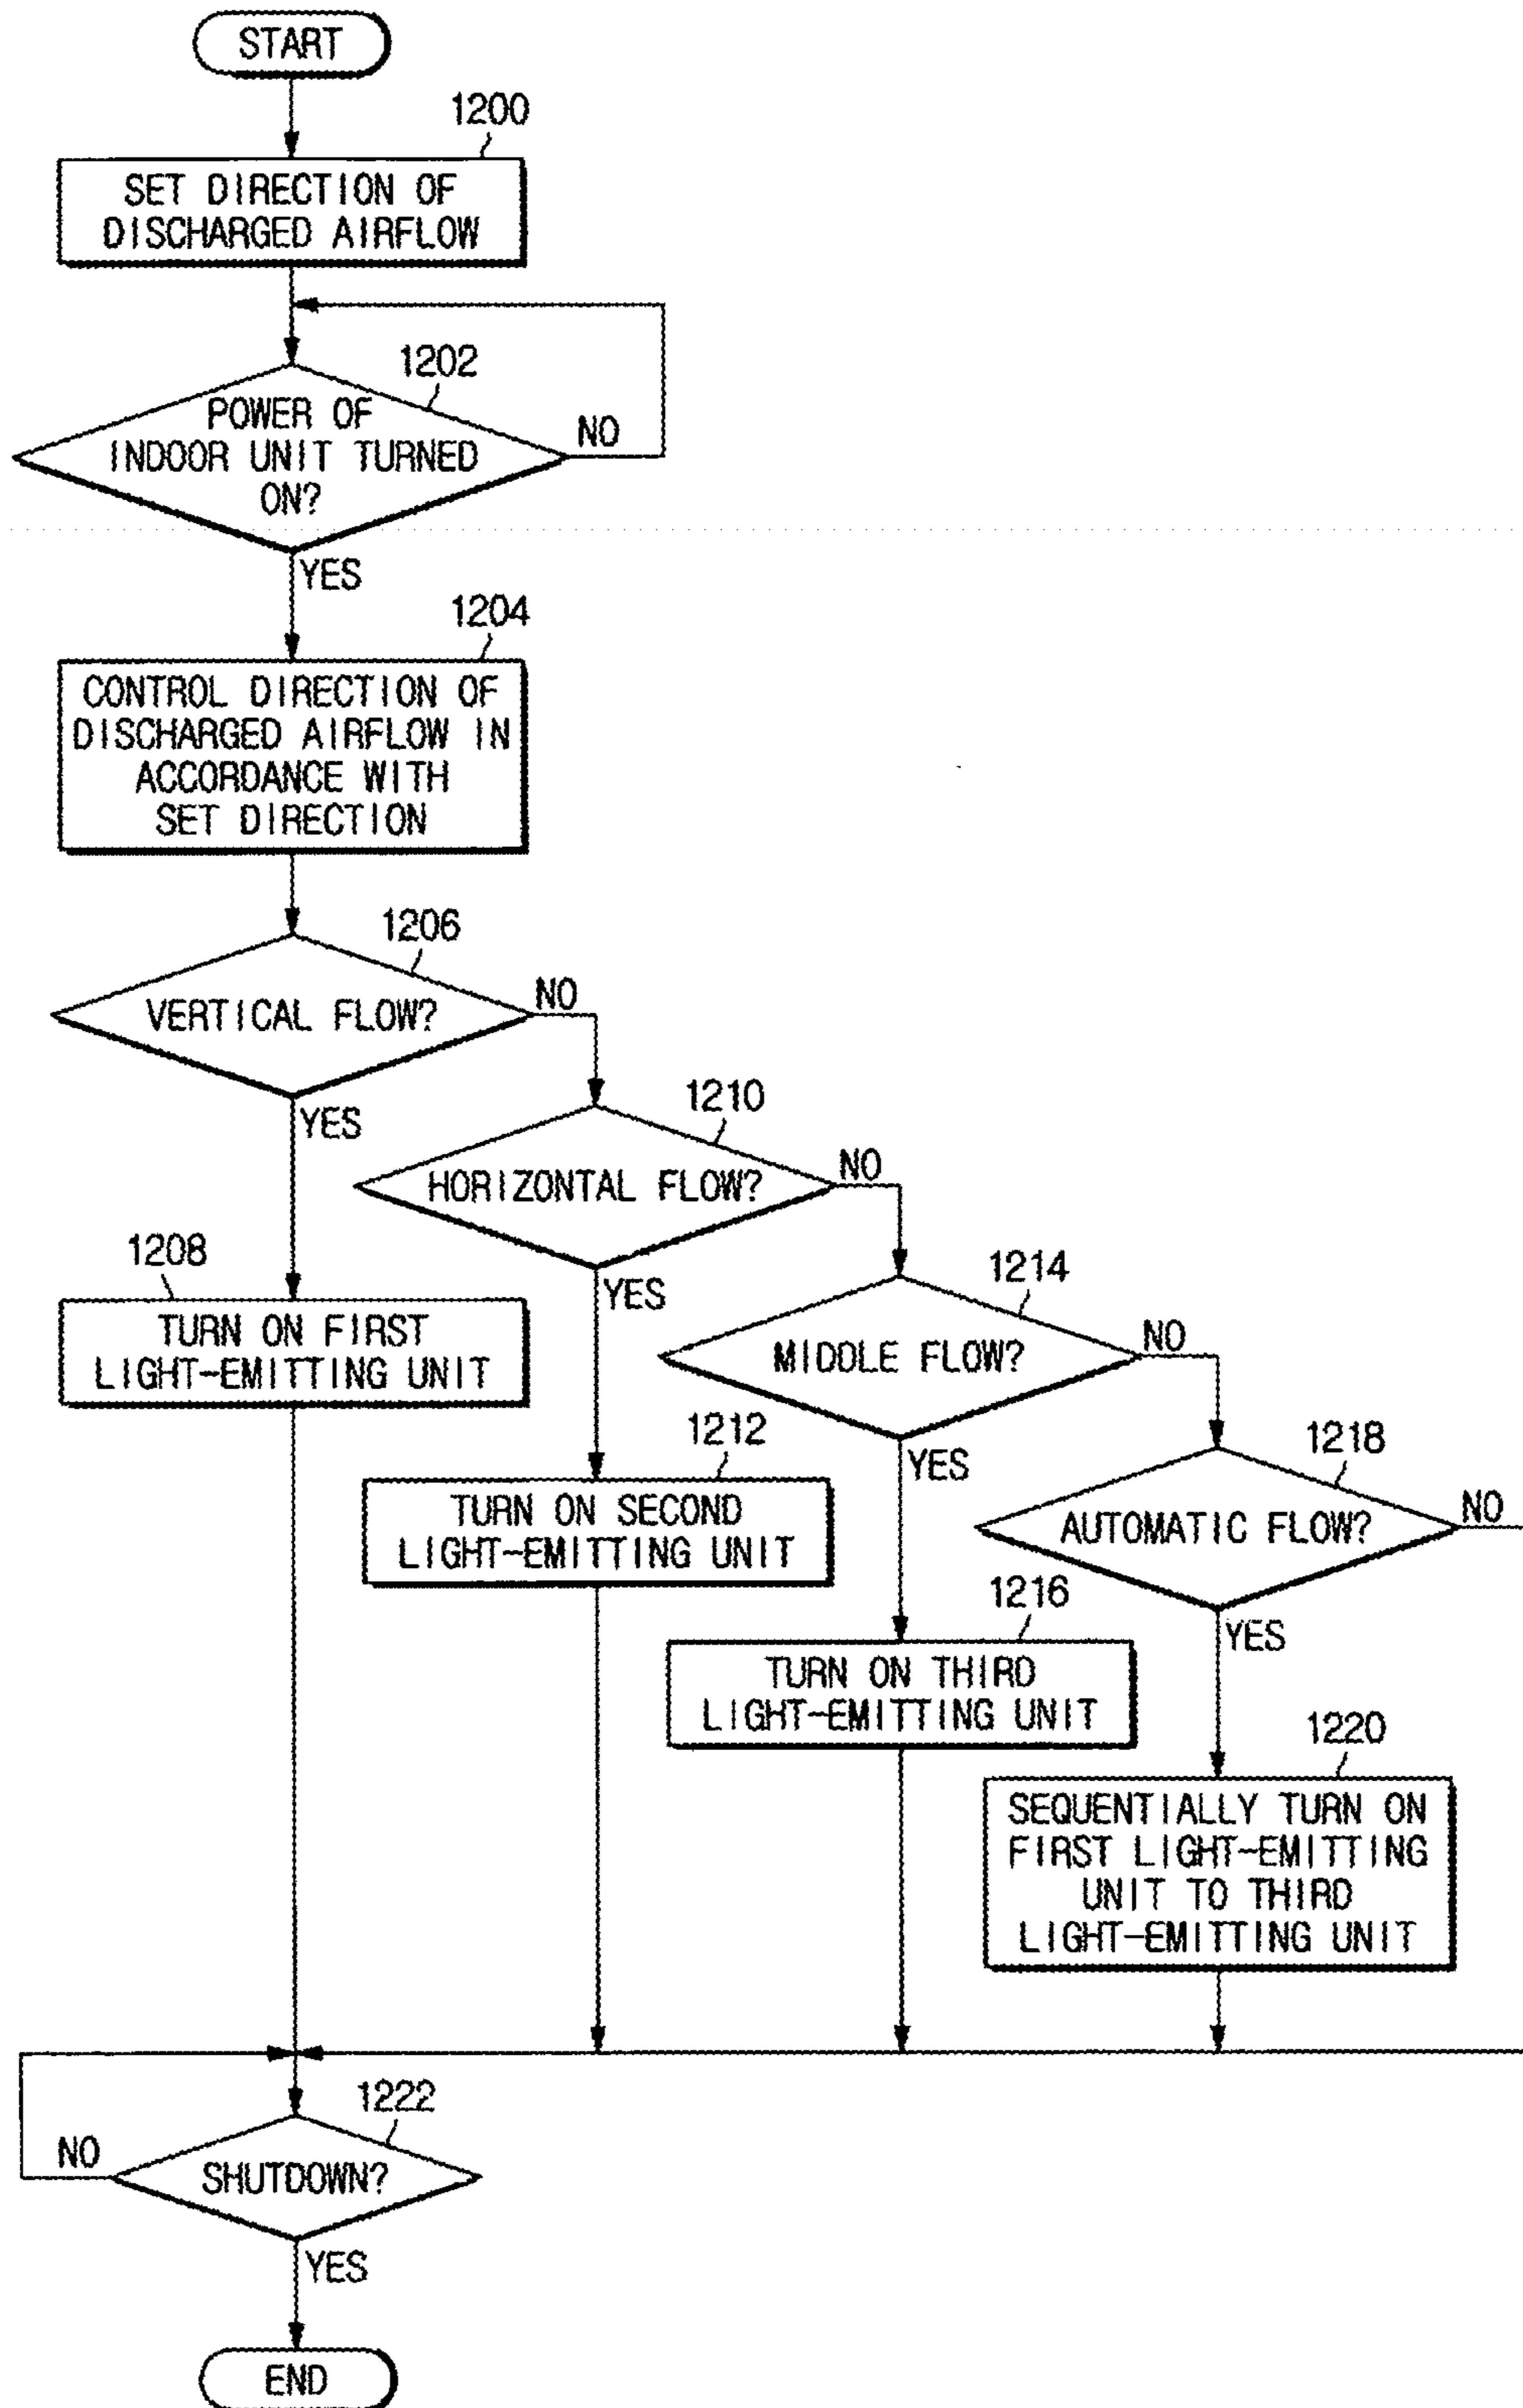 START
1200
SET DIRECTION OF
DISCHARGED AIRFLOW
1202
POWER OF
INDOOR UNIT TURNED
ON?
NO
YES
1204
CONTROL DIRECTION OF
DISCHARGED AIRFLOW IN
ACCORDANCE WITH
SET DIRECTION
1206
VERTICAL FLOW?
NO
YES
1210
HORIZONTAL FLOW?
NO
YES
1208
TURN ON FIRST
LIGHT-EMITTING UNIT
1214
MIDDLE FLOW?
NO
YES
1212
TURN ON SECOND
LIGHT-EMITTING UNIT
1218
AUTOMATIC FLOW?
NO
YES
1216
TURN ON THIRD
LIGHT-EMITTING UNIT
1220
SEQUENTIALLY TURN ON
FIRST LIGHT-EMITTING
UNIT TO THIRD
LIGHT-EMITTING UNIT
1222
SHUTDOWN?
NO
YES
END